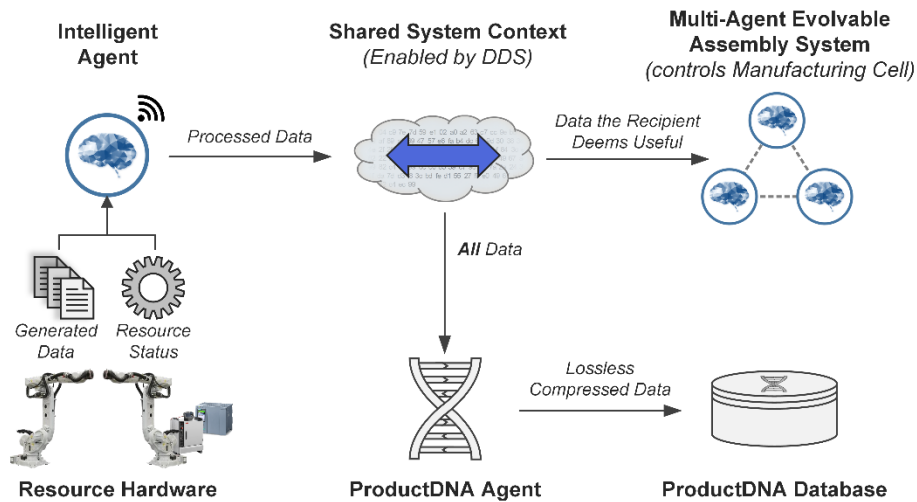 Intelligent
Agent
Shared System Context
(Enabled by DDS)
Multi-Agent Evolvable
Assembly System
(controls Manufacturing Cell)
Processed Data
Data the Recipient
Deems Useful
All Data
Generated
Data
Resource
Status
Lossless
Compressed Data
Resource Hardware
ProductDNA Agent
ProductDNA Database